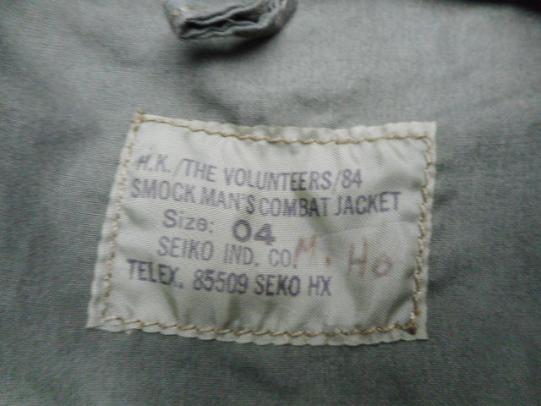 H.K./THE VOLUNTEERS/84
SMOCK MAN'S COMBAT JACKET
Size: 04
SEIKO IND. CO. M. Ho
TELEX. 85509 SEKO HX